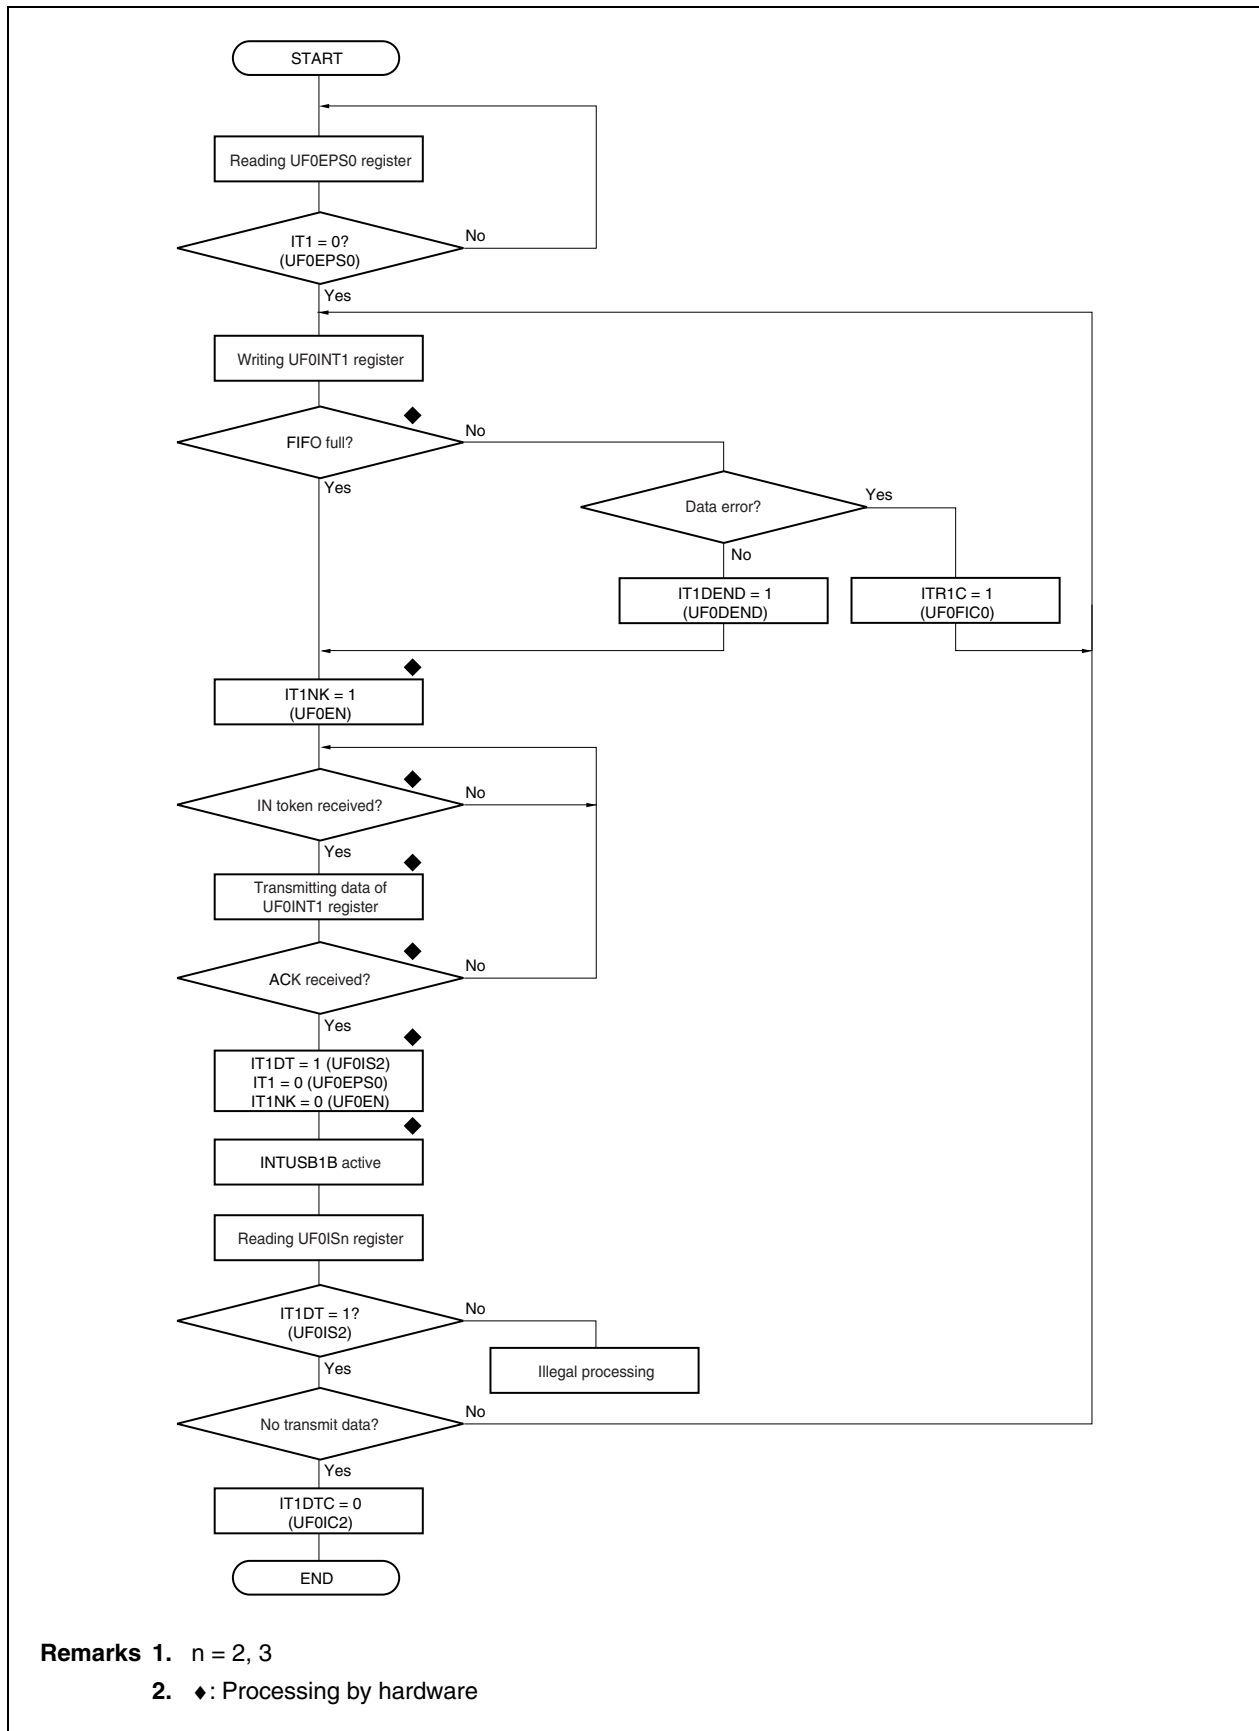 START
Reading UF0EPS0 register
IT1 = 0?
(UF0EPS0)
No
Yes
Writing UF0INT1 register
◆
FIFO full?
No
Yes
Data error?
Yes
No
IT1DEND = 1
(UF0DEND)
ITR1C = 1
(UF0FIC0)
◆
IT1NK = 1
(UF0EN)
◆
IN token received?
No
Yes
◆
Transmitting data of
UF0INT1 register
◆
ACK received?
No
Yes
◆
IT1DT = 1 (UF0IS2)
IT1 = 0 (UF0EPS0)
IT1NK = 0 (UF0EN)
◆
INTUSB1B active
Reading UF0ISn register
IT1DT = 1?
(UF0IS2)
No
Yes
Illegal processing
No transmit data?
No
Yes
IT1DTC = 0
(UF0IC2)
END
Remarks 1. n = 2, 3
2. ♦: Processing by hardware